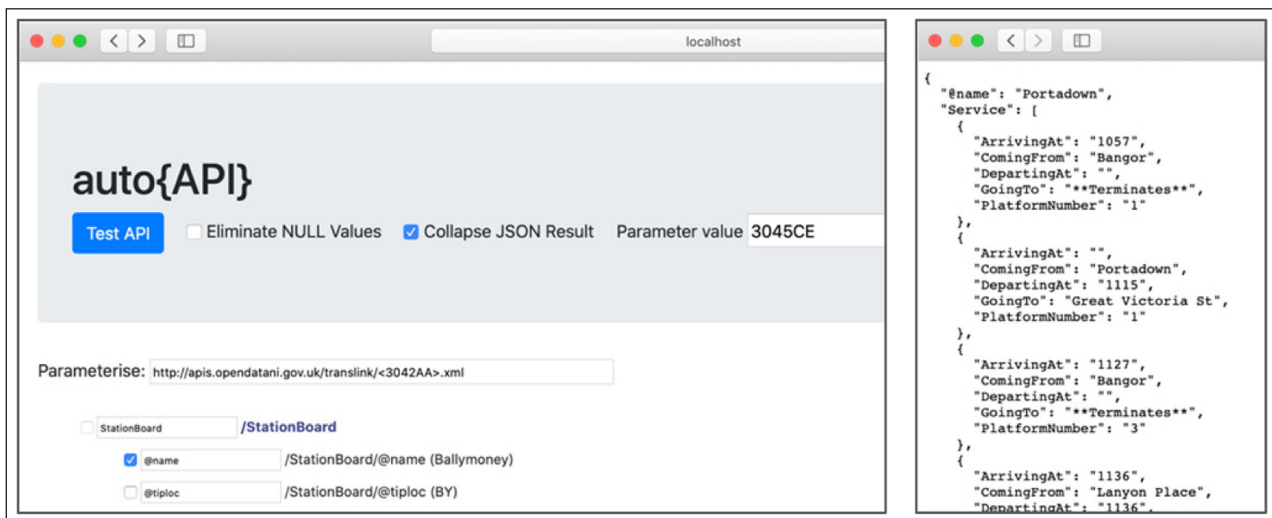 localhost
auto{API}
Test API Eliminate NULL Values Collapse JSON Result Parameter value 3045CE
Parameterise: http://apis.opendatani.gov.uk/translink/<3042AA>.xml
StationBoard /StationBoard
@name /StationBoard/@name (Ballymoney)
@tiploc /StationBoard/@tiploc (BY)
{
"@name": "Portadown",
"Service": [
{
"ArrivingAt": "1057",
"ComingFrom": "Bangor",
"DepartingAt": "",
"GoingTo": "**Terminates**",
"PlatformNumber": "1"
},
{
"ArrivingAt": "",
"ComingFrom": "Portadown",
"DepartingAt": "1115",
"GoingTo": "Great Victoria St",
"PlatformNumber": "1"
},
{
"ArrivingAt": "1127",
"ComingFrom": "Bangor",
"DepartingAt": "",
"GoingTo": "**Terminates**",
"PlatformNumber": "3"
},
{
"ArrivingAt": "1136",
"ComingFrom": "Lanyon Place",
"DepartingAt": "1136",